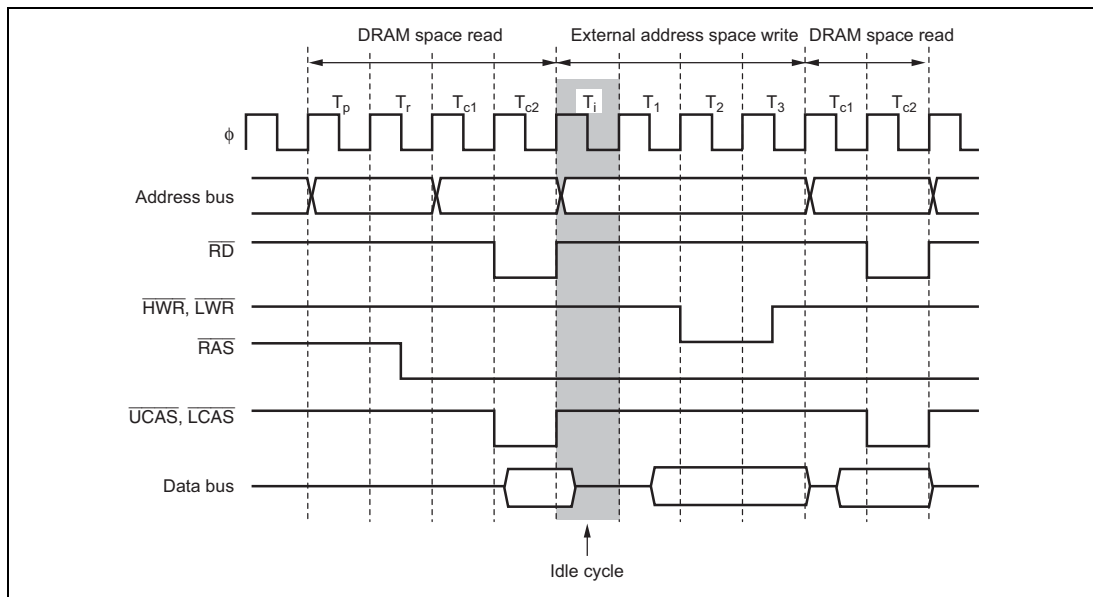 DRAM space read External address space write DRAM space read
Tp Tr Tc1 Tc2 Ti T1 T2 T3 Tc1 Tc2
ϕ
Address bus
RD
HWR, LWR
RAS
UCAS, LCAS
Data bus
Idle cycle